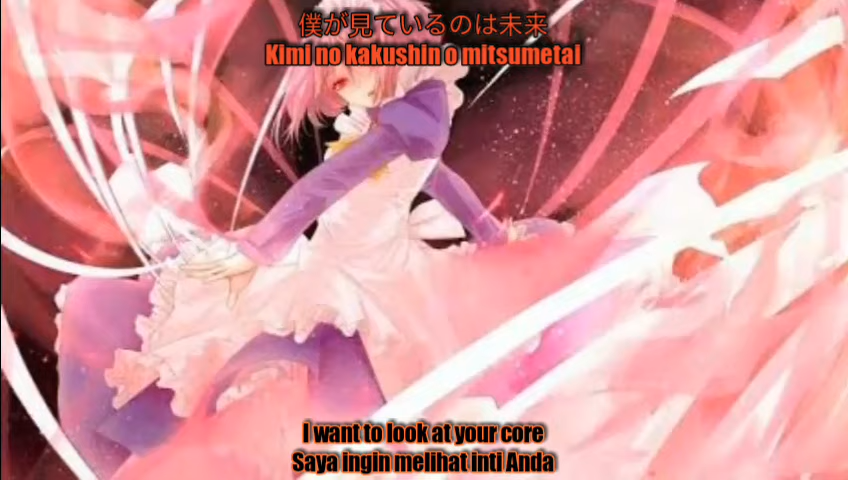 僕が見ているのは未来
Kimi no kakushin o mitsumetai
I want to look at your core
Saya ingin melihat inti Anda